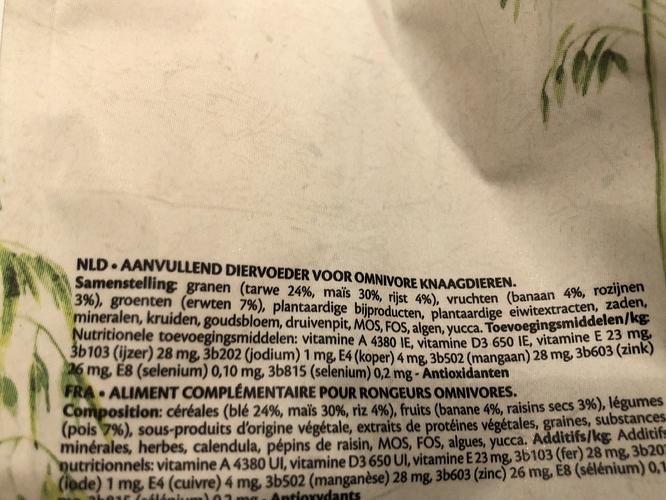 NLD • AANVULLEND DIERVOEDER VOOR OMNIVORE KNAAGDIEREN.
Samenstelling: granen (tarwe 24%, maïs 30%, rijst 4%), vruchten (banaan 4%, rozijnen
3%), groenten (erwten 7%), plantaardige bijproducten, plantaardige eiwitextracten, zaden,
mineralen, kruiden, goudsbloem, druivenpit, MOS, FOS, algen, yucca. Toevoegingsmiddelen/kg:
Nutritionele toevoegingsmiddelen: vitamine A 4380 IE, vitamine D3 650 IE, vitamine E 23 mg,
3b103 (ijzer) 28 mg, 3b202 (jodium) 1 mg, E4 (koper) 4 mg, 3b502 (mangaan) 28 mg, 3b603 (zink)
26 mg, E8 (selenium) 0,10 mg, 3b815 (selenium) 0,2 mg - Antioxidanten
FRA • ALIMENT COMPLÉMENTAIRE POUR RONGEURS OMNIVORES.
Composition: céréales (blé 24%, maïs 30%, riz 4%), fruits (banane 4%, raisins secs 3%), légumes
(pois 7%), sous-produits d'origine végétale, extraits de protéines végétales, graines, substances
minérales, herbes, calendula, pépins de raisin, MOS, FOS, algues, yucca. Additifs/kg: Additifs
nutritionnels: vitamine A 4380 UI, vitamine D3 650 UI, vitamine E 23 mg, 3b103 (fer) 28 mg, 3b202
(iode) 1 mg, E4 (cuivre) 4 mg, 3b502 (manganèse) 28 mg, 3b603 (zinc) 26 mg, E8 (sélénium) 0,1
mg, 3b815 (sélénium) 0,2 mg - Antioxydants